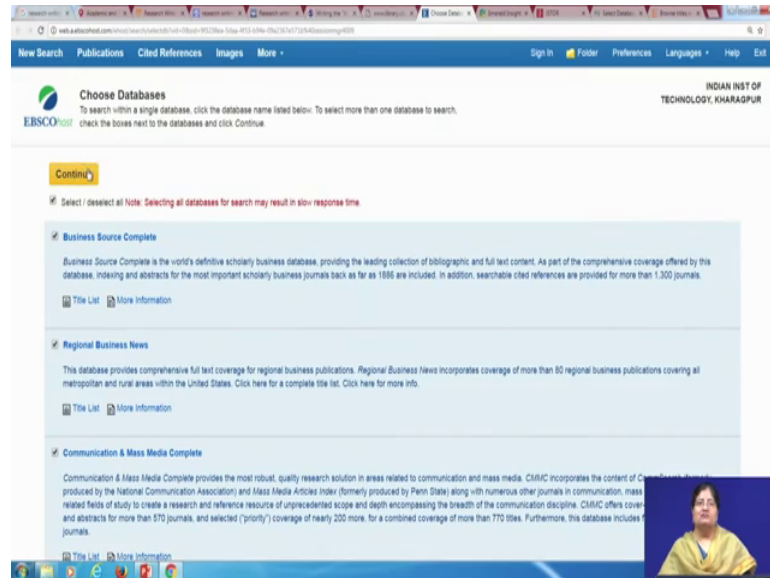 New Search Publications Cited References Images More
Sign In Folder Preferences Languages Help Exit
EBSCOhost
Choose Databases
To search within a single database, click the database name listed below. To select more than one database to search,
check the boxes next to the databases and click Continue.
INDIAN INST OF
TECHNOLOGY, KHARAGPUR
Continue
Select / deselect all Note: Selecting all databases for search may result in slow response time.
Business Source Complete
Business Source Complete is the world's definitive scholarly business database, providing the leading collection of bibliographic and full text content. As part of the comprehensive coverage offered by this
database, indexing and abstracts for the most important scholarly business journals back as far as 1886 are included. In addition, searchable cited references are provided for more than 1,300 journals.
Title List More Information
Regional Business News
This database provides comprehensive full text coverage for regional business publications. Regional Business News incorporates coverage of more than 80 regional business publications covering all
metropolitan and rural areas within the United States. Click here for a complete title list. Click here for more info.
Title List More Information
Communication & Mass Media Complete
Communication & Mass Media Complete provides the most robust, quality research solution in areas related to communication and mass media. CMMC incorporates the content of
produced by the National Communication Association) and Mass Media Articles Index (formerly produced by Penn State) along with numerous other journals in communication, mass
related fields of study to create a research and reference resource of unprecedented scope and depth encompassing the breadth of the communication discipline. CMMC offers cover
and abstracts for more than 570 journals, and selected ("priority") coverage of nearly 200 more, for a combined coverage of more than 770 titles. Furthermore, this database includes
journals.
Title List More Information